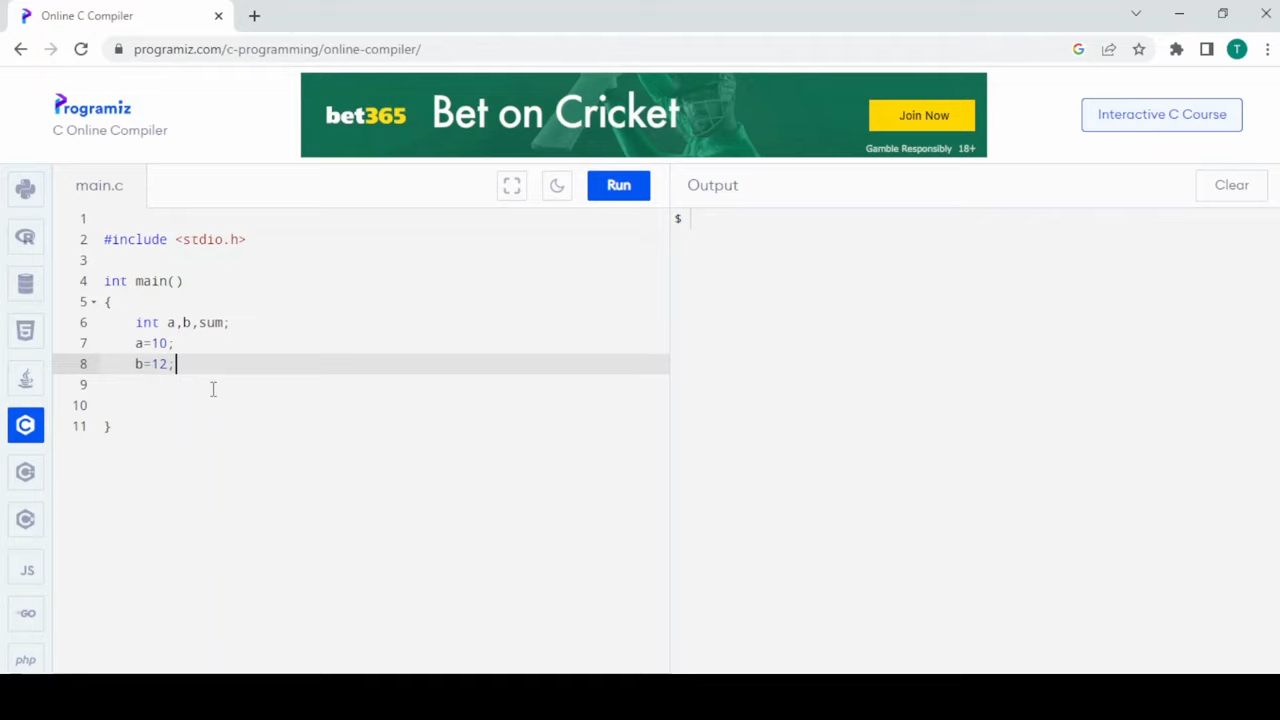 Online C Compiler
programiz.com/c-programming/online-compiler/
T
Programiz
C Online Compiler
bet365
Bet on Cricket
Join Now
Gamble Responsibly 18+
Interactive C Course
main.c
Run
Output
Clear
1
2 #include <stdio.h>
3
4 int main()
5 {
6 int a,b,sum;
7 a=10;
8 b=12;
9
10
11 }
$
JS
GO
php